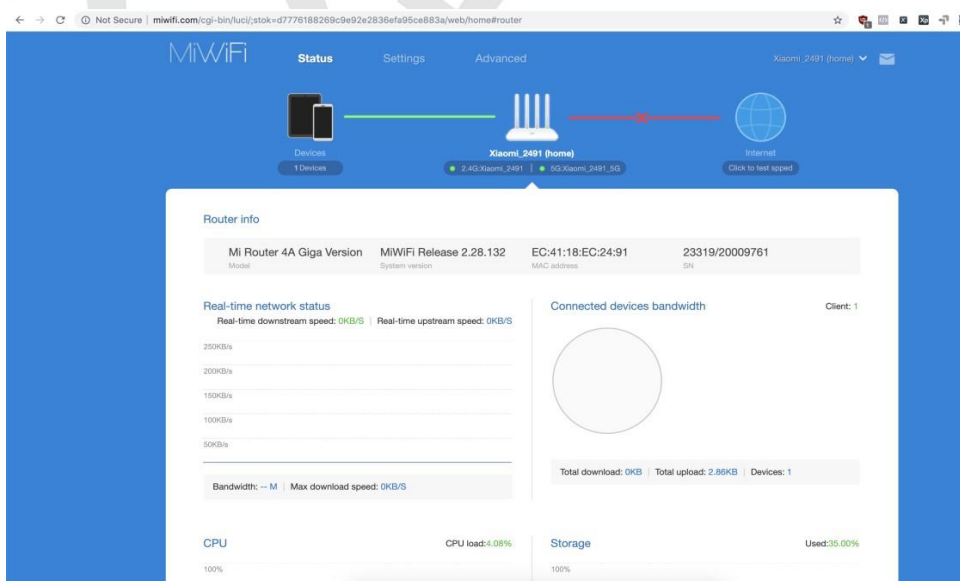 Not Secure | miwifi.com/cgi-bin/luci/;stok=d7776188269c9e92e2836efa95ce883a/web/home#router
MiWiFi Status Settings Advanced Xiaomi_2491 (home)
Devices Xiaomi_2491 (home) Internet
1 Devices 2.4G:Xiaomi_2491 | 5G:Xiaomi_2491_5G Click to test spped
Router info
Mi Router 4A Giga Version MiWiFi Release 2.28.132 EC:41:18:EC:24:91 23319/20009761
Model System version MAC address SN
Real-time network status Connected devices bandwidth Client: 1
Real-time downstream speed: 0KB/S | Real-time upstream speed: 0KB/S
250KB/s
200KB/s
150KB/s
100KB/s
50KB/s
Total download: 0KB | Total upload: 2.86KB | Devices: 1
Bandwidth: -- M | Max download speed: 0KB/S
CPU CPU load:4.08% Storage Used:35.00%
100% 100%